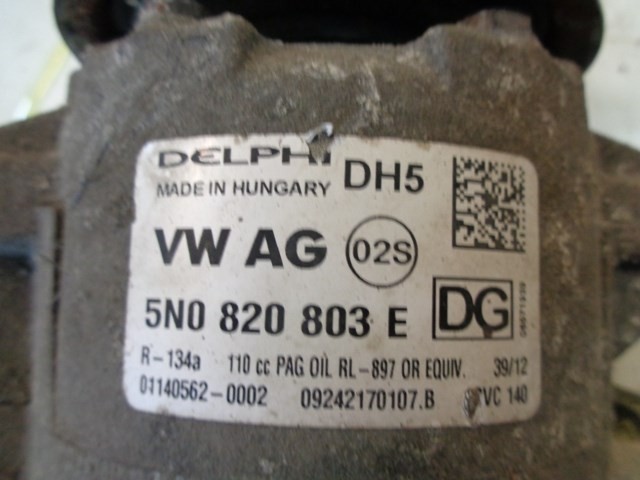 DELPHI DH5
MADE IN HUNGARY
VW AG 02S
5N0 820 803 E DG
R-134a 110 cc PAG OIL RL-897 OR EQUIV. 39/12
01140562-0002 09242170107.B CVC 140